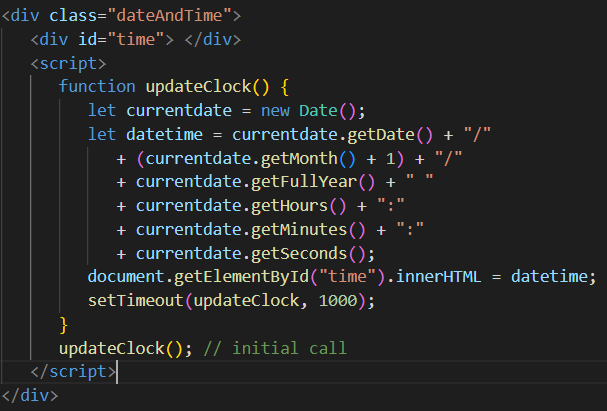 <div class="dateAndTime">
   <div id="time"> </div>
   <script>
      function updateClock() {
         let currentdate = new Date();
         let datetime = currentdate.getDate() + "/"
            + (currentdate.getMonth() + 1) + "/"
            + currentdate.getFullYear() + " "
            + currentdate.getHours() + ":"
            + currentdate.getMinutes() + ":"
            + currentdate.getSeconds();
         document.getElementById("time").innerHTML = datetime;
         setTimeout(updateClock, 1000);
      }
      updateClock(); // initial call
   </script>
</div>